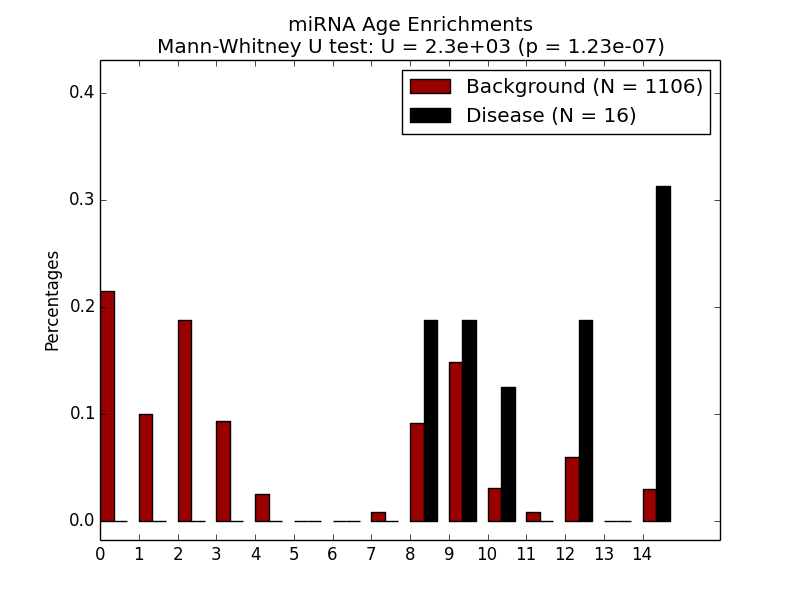 miRNA Age Enrichments
Mann-Whitney U test: U = 2.3e+03 (p = 1.23e-07)
Background (N = 1106)
Disease (N = 16)
Percentages
0.4
0.3
0.2
0.1
0.0
0 1 2 3 4 5 6 7 8 9 10 11 12 13 14